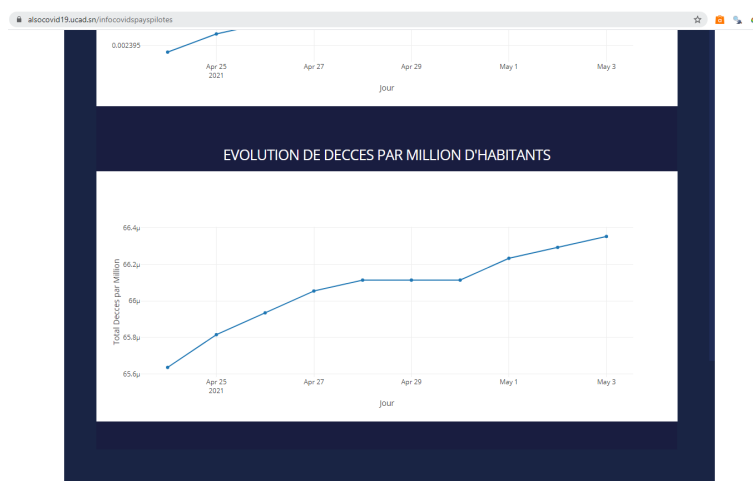 alsocovid19.ucad.sn/infocovidspayspilotes
0.002395
Apr 25 Apr 27 Apr 29 May 1 May 3
2021
Jour
EVOLUTION DE DECCES PAR MILLION D'HABITANTS
66.4μ
66.2μ
66μ
65.8μ
65.6μ
Total Decces par Million
Apr 25 Apr 27 Apr 29 May 1 May 3
2021
Jour